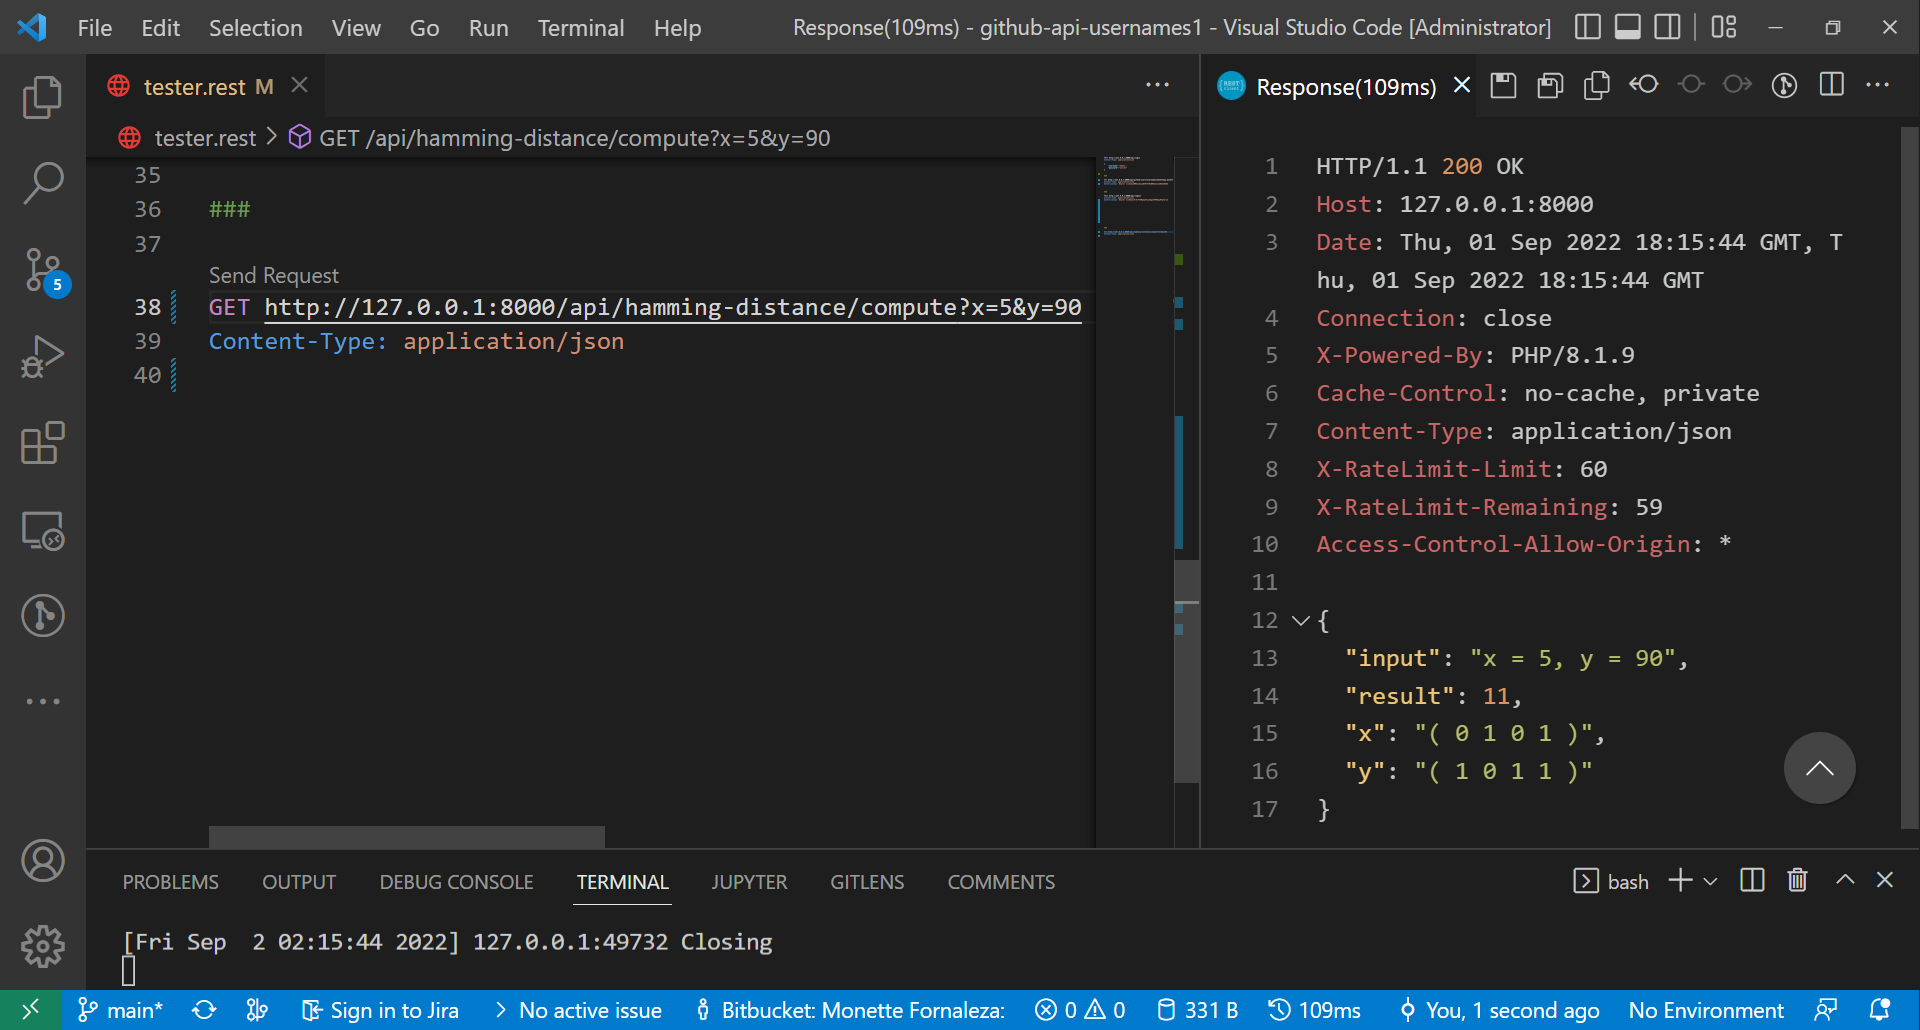 File Edit Selection View Go Run Terminal Help
Response(109ms) - github-api-usernames1 - Visual Studio Code [Administrator]
tester.rest M
tester.rest > GET /api/hamming-distance/compute?x=5&y=90
35
36 ###
37
Send Request
38 GET http://127.0.0.1:8000/api/hamming-distance/compute?x=5&y=90
39 Content-Type: application/json
40
Response(109ms)
1 HTTP/1.1 200 OK
2 Host: 127.0.0.1:8000
3 Date: Thu, 01 Sep 2022 18:15:44 GMT, T
hu, 01 Sep 2022 18:15:44 GMT
4 Connection: close
5 X-Powered-By: PHP/8.1.9
6 Cache-Control: no-cache, private
7 Content-Type: application/json
8 X-RateLimit-Limit: 60
9 X-RateLimit-Remaining: 59
10 Access-Control-Allow-Origin: *
11
12 {
13 "input": "x = 5, y = 90",
14 "result": 11,
15 "x": "( 0 1 0 1 )",
16 "y": "( 1 0 1 1 )"
17 }
5
PROBLEMS OUTPUT DEBUG CONSOLE TERMINAL JUPYTER GITLENS COMMENTS
bash
[Fri Sep  2 02:15:44 2022] 127.0.0.1:49732 Closing
main* Sign in to Jira No active issue Bitbucket: Monette Fornaleza: 0 0 331 B 109ms You, 1 second ago No Environment